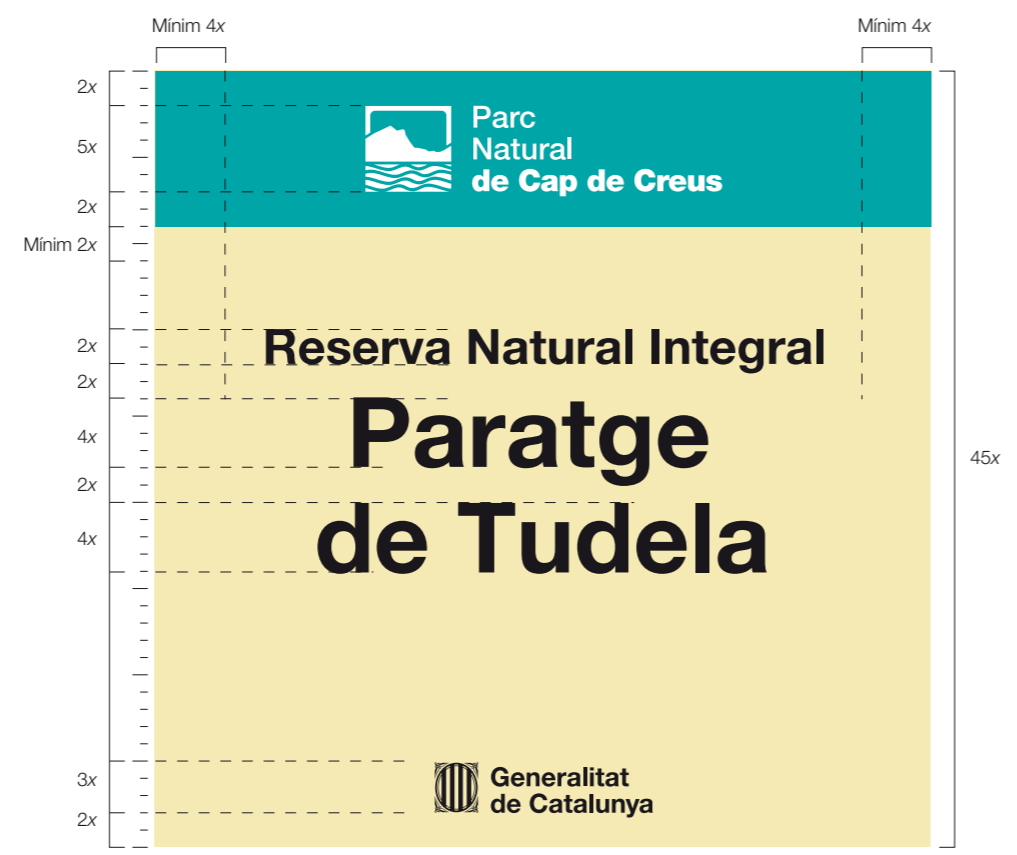 Mínim 4x
Mínim 4x
2x
5x
2x
Mínim 2x
2x
2x
4x
2x
4x
3x
2x
45x
Parc
Natural
de Cap de Creus
Reserva Natural Integral
Paratge
de Tudela
Generalitat
de Catalunya